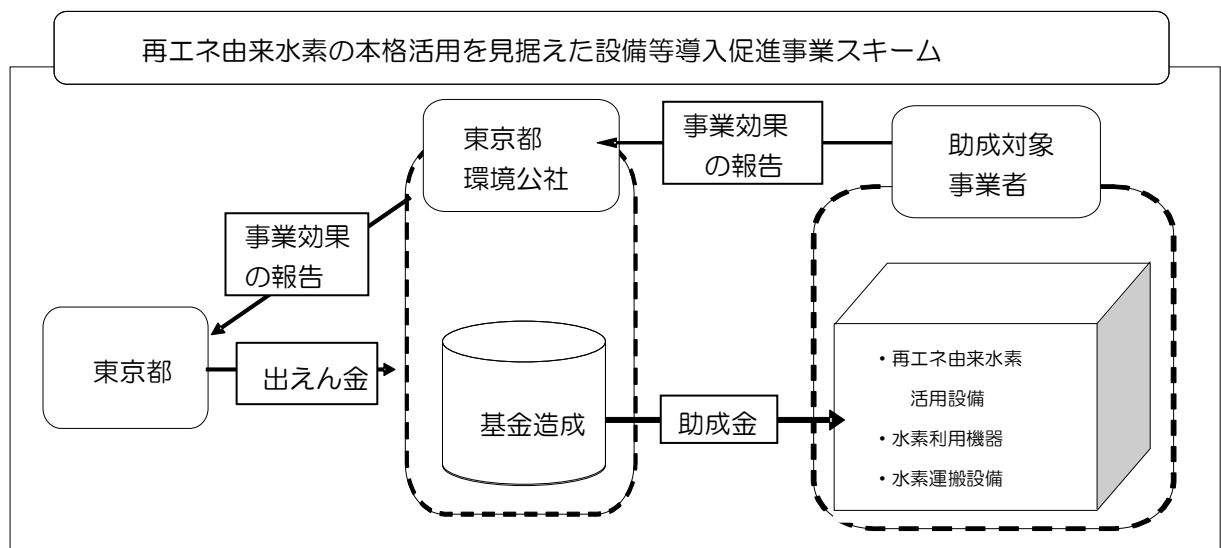 再エネ由来水素の本格活用を見据えた設備等導入促進事業スキーム
東京都
環境公社
事業効果
の報告
助成対象
事業者
事業効果
の報告
東京都
出えん金
基金造成
助成金
・再エネ由来水素
活用設備
・水素利用機器
・水素運搬設備